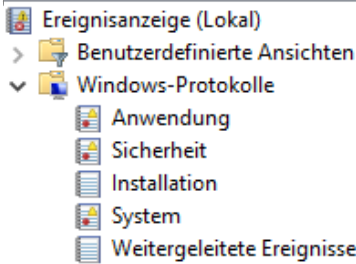 Ereignisanzeige (Lokal)
Benutzerdefinierte Ansichten
Windows-Protokolle
Anwendung
Sicherheit
Installation
System
Weitergeleitete Ereignisse